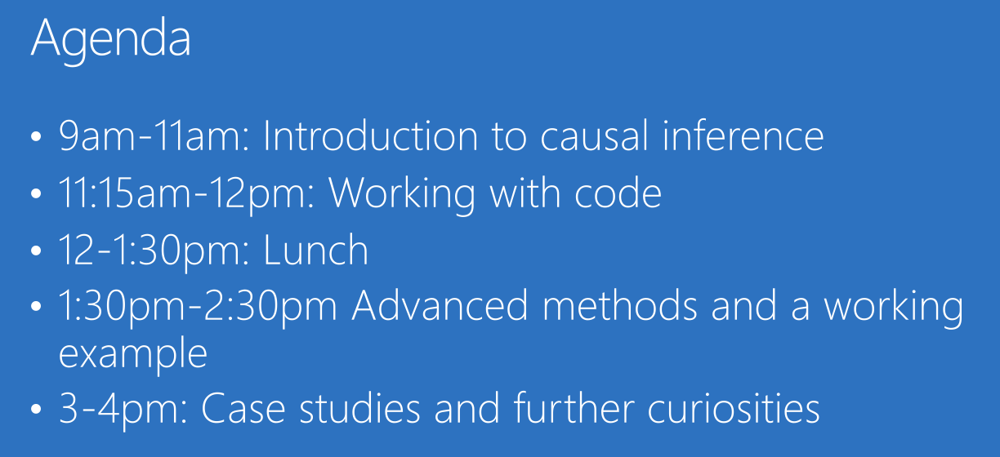 Agenda
• 9am-11am: Introduction to causal inference
• 11:15am-12pm: Working with code
• 12-1:30pm: Lunch
• 1:30pm-2:30pm Advanced methods and a working
example
• 3-4pm: Case studies and further curiosities